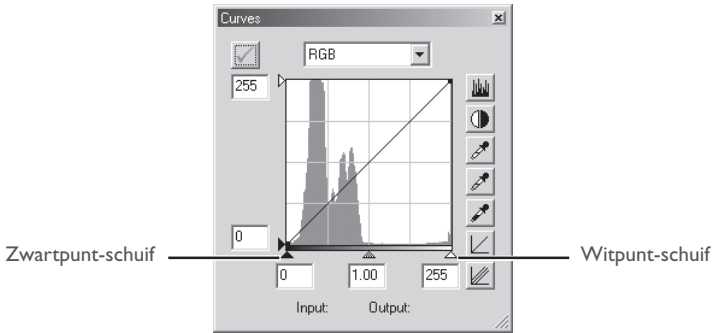 Curves
RGB
255
0
Zwartpunt-schuif
Witpunt-schuif
0 1.00 255
Input: Output: